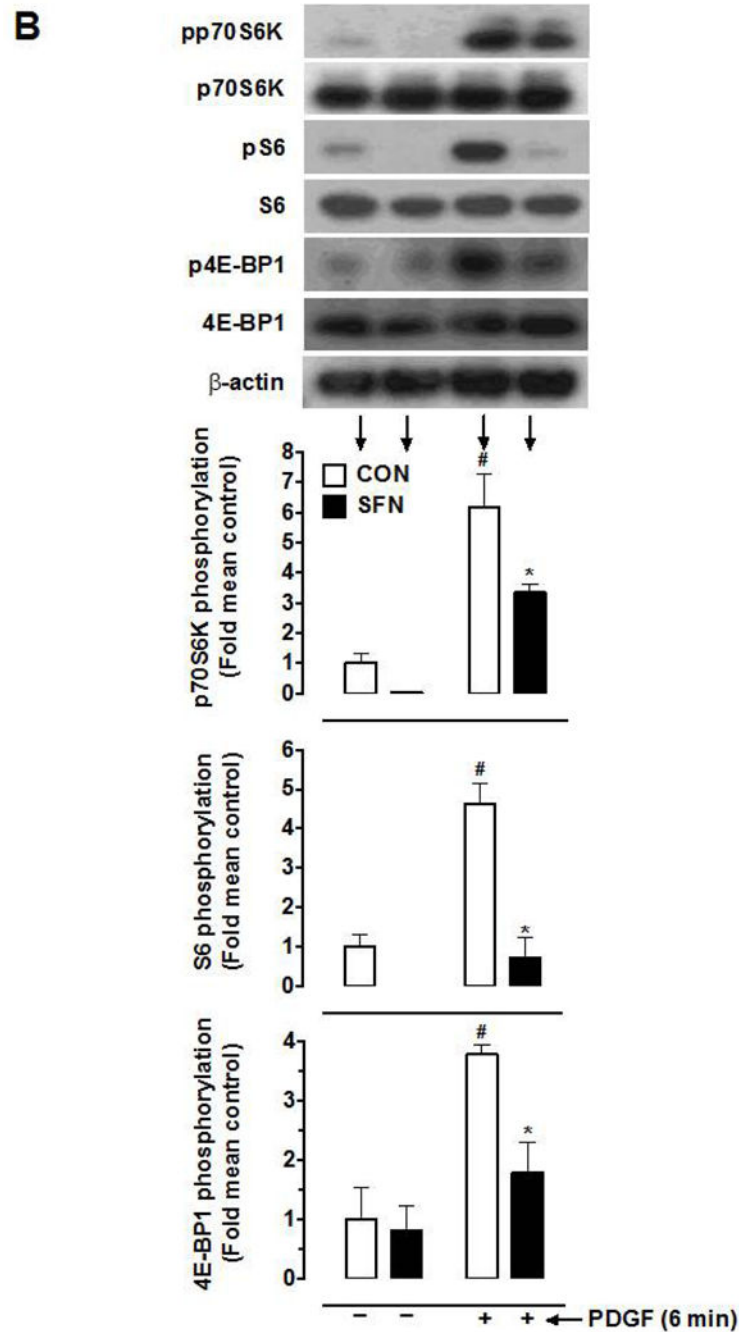 B
pp70S6K
p70S6K
pS6
S6
p4E-BP1
4E-BP1
β-actin
p70S6K phosphorylation
(Fold mean control)
8
7
6
5
4
3
2
1
0
CON
SFN
#
*
S6 phosphorylation
(Fold mean control)
6
5
4
3
2
1
0
#
*
4E-BP1 phosphorylation
(Fold mean control)
4
3
2
1
0
#
*
− − + + PDGF (6 min)